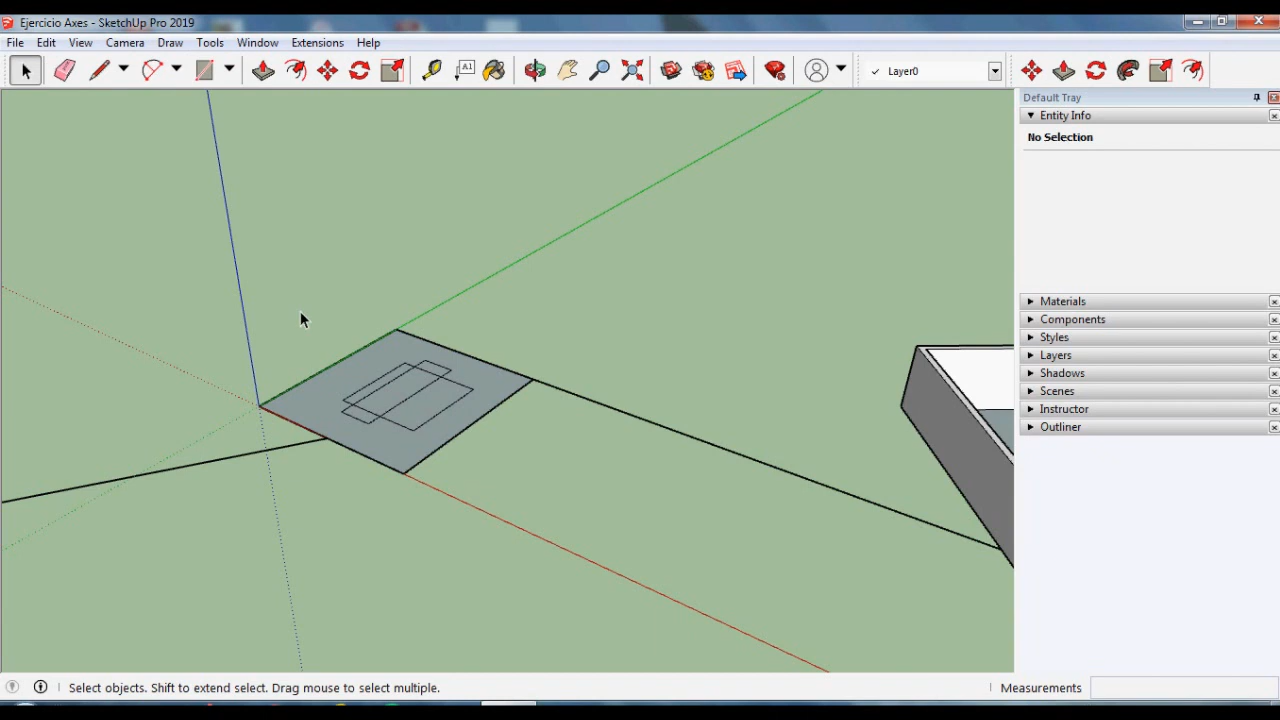 Ejercicio Axes - SketchUp Pro 2019
File Edit View Camera Draw Tools Window Extensions Help
A1
Layer0
Default Tray
Entity Info
No Selection
Materials
Components
Styles
Layers
Shadows
Scenes
Instructor
Outliner
Select objects. Shift to extend select. Drag mouse to select multiple.
Measurements